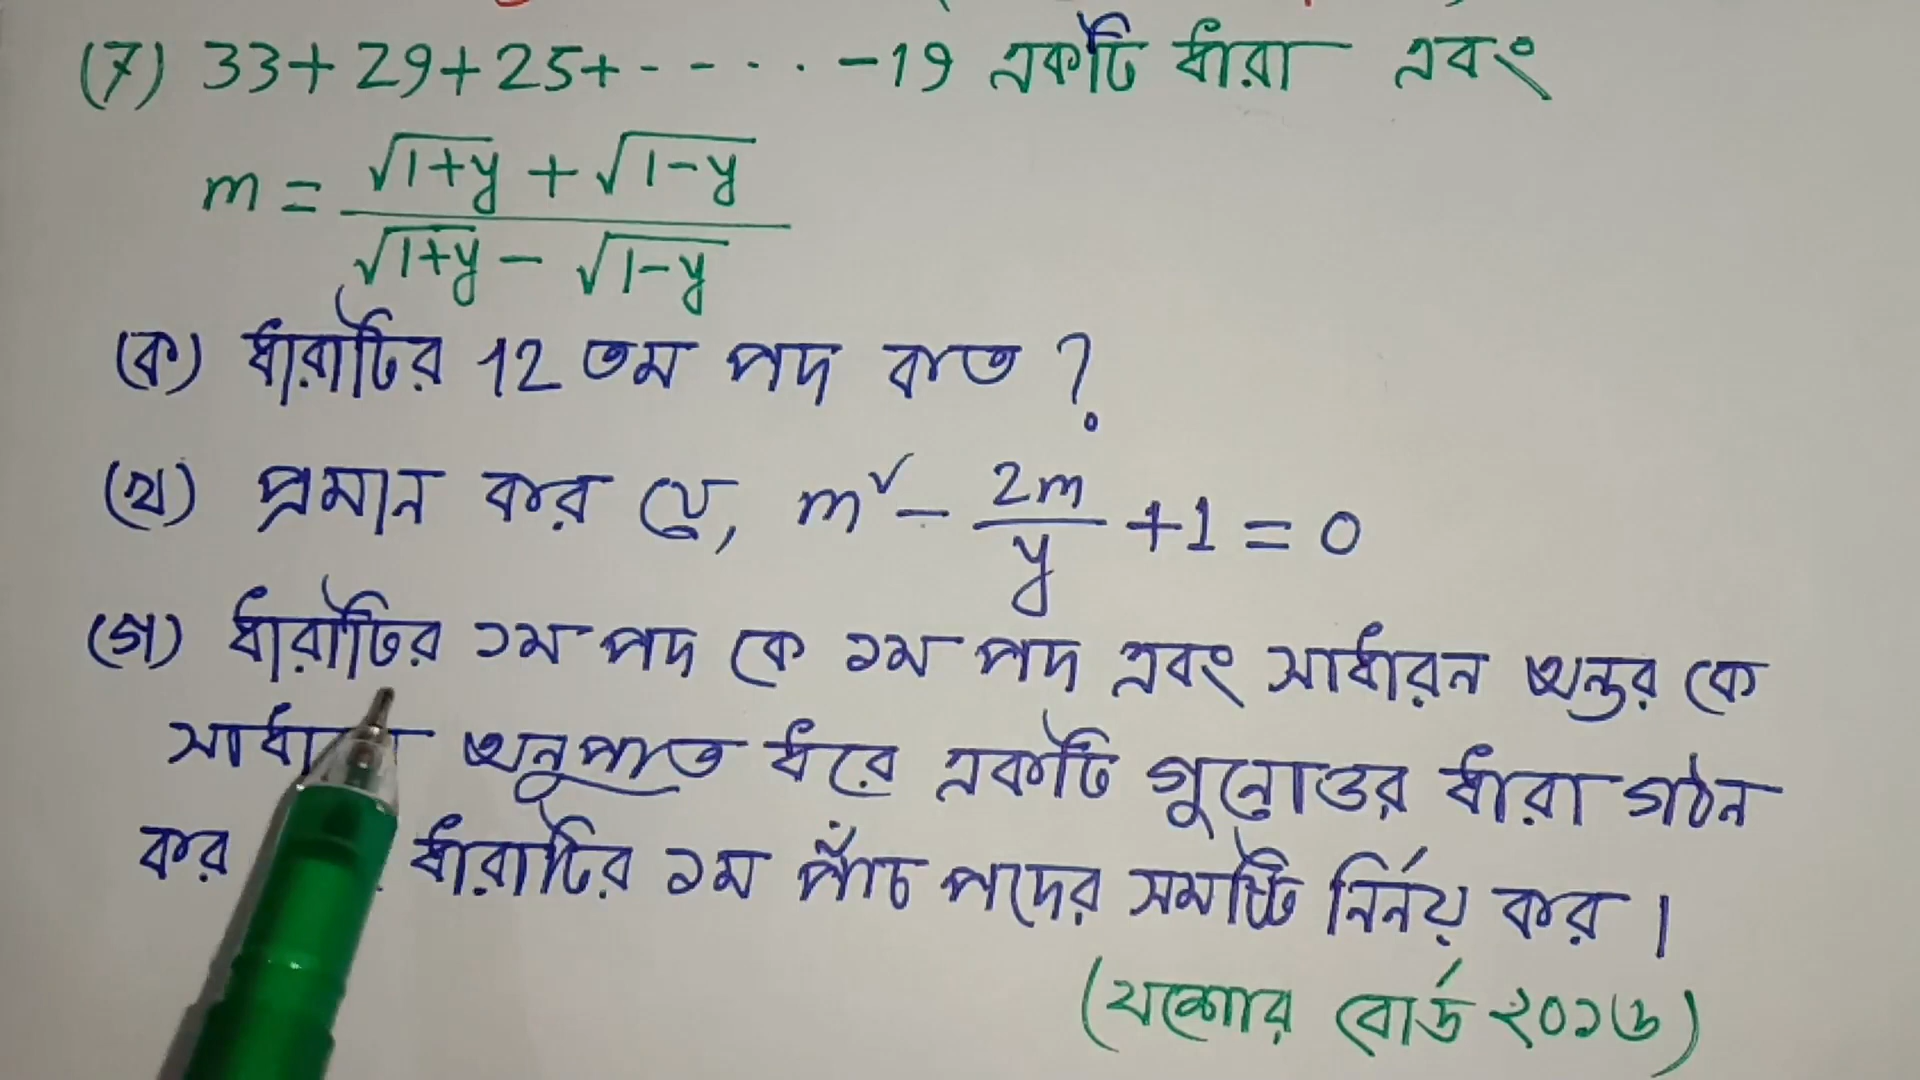 (7) 33+29+25+- - - · · · -19 একটি ধারা এবং
m = (√1+y + √1-y) / (√1+y - √1-y)
(ক) ধারাটির 12 তম পদ কত ?
(খ) প্রমান কর যে, m² - 2m/y + 1 = 0
(গ) ধারাটির ১ম পদ কে ১ম পদ এবং সাধারন অন্তর কে
অনুপাত ধরে একটি গুনোত্তর ধারা গঠন
কর ধারাটির ১ম পাঁচ পদের সমষ্টি নির্নয় কর ।
(যশোর বোর্ড ২০১৬)